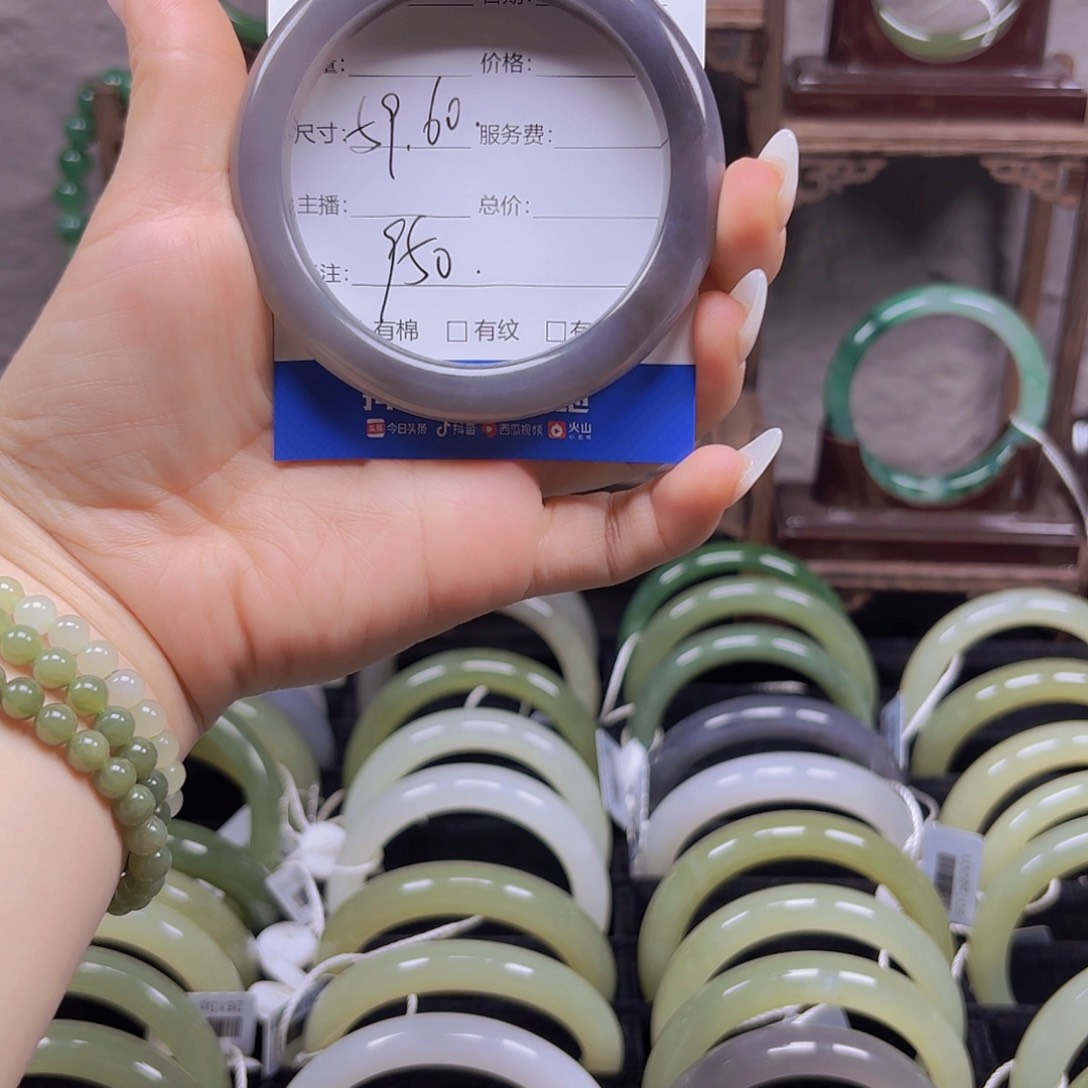 价格:
尺寸: 59.60. 服务费:
主播: 总价:
注: 950.
有棉 □有纹 □有
今日头条 抖音 西瓜视频 火山